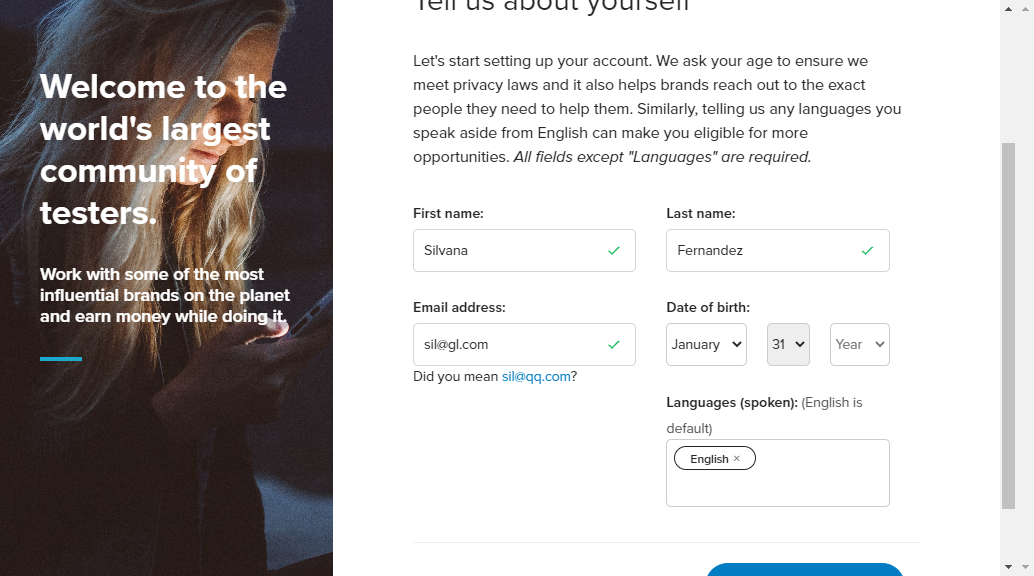 Tell us about yourself
Welcome to the
world's largest
community of
testers.
Work with some of the most
influential brands on the planet
and earn money while doing it.
Let's start setting up your account. We ask your age to ensure we
meet privacy laws and it also helps brands reach out to the exact
people they need to help them. Similarly, telling us any languages you
speak aside from English can make you eligible for more
opportunities. All fields except "Languages" are required.
First name:
Last name:
Silvana
Fernandez
Email address:
Date of birth:
sil@gl.com
January
31
Year
Did you mean sil@qq.com?
Languages (spoken): (English is
default)
English ×